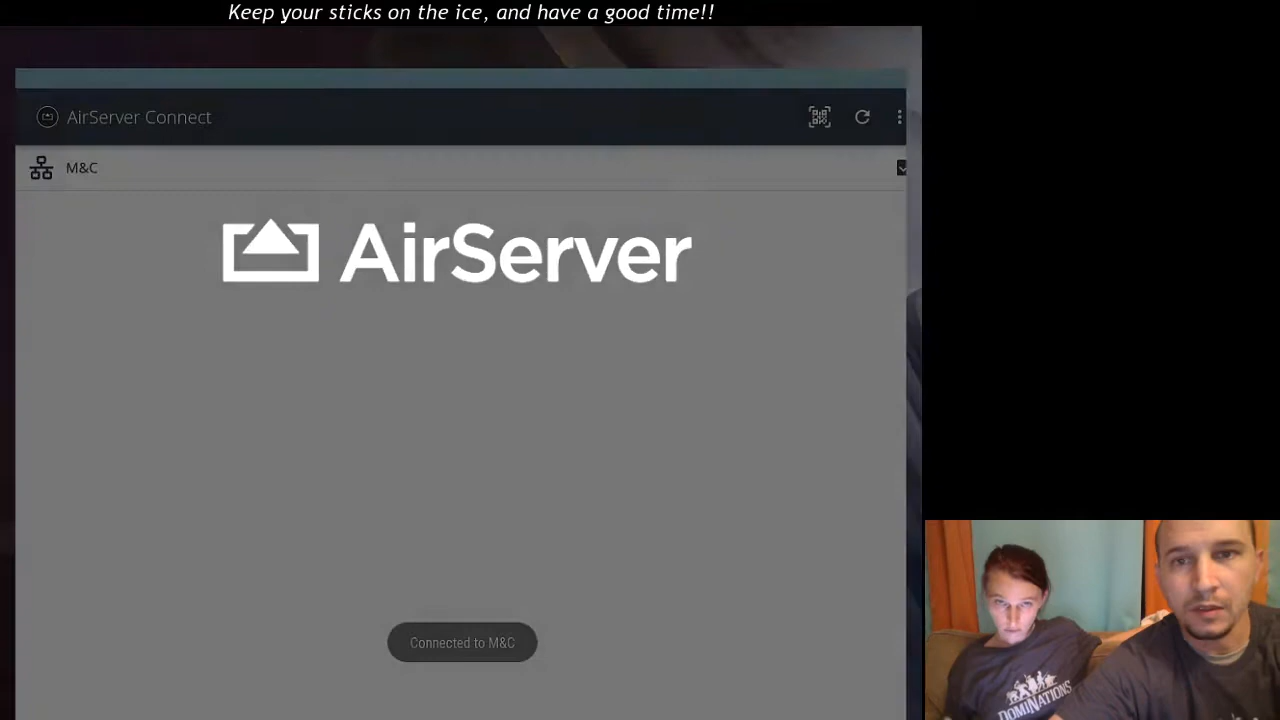 Keep your sticks on the ice, and have a good time!!
AirServer Connect
M&C
AirServer
Connected to M&C
DOMINATIONS